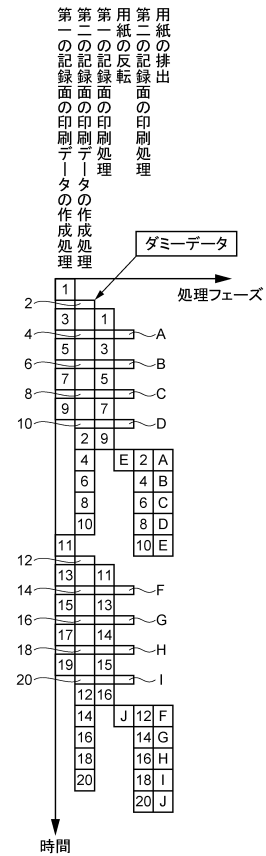 第一の記録面の印刷データの作成処理
第二の記録面の印刷データの作成処理
第一の記録面の印刷処理
用紙の反転
第二の記録面の印刷処理
用紙の排出
ダミーデータ
処理フェーズ
1
2
3 1
4 A
5 3
6 B
7 5
8 C
9 7
10 D
2 9
4 E 2 A
6 4 B
8 6 C
10 8 D
11 10 E
12
13 11
14 F
15 13
16 G
17 14
18 H
19 15
20 I
12 16
14 J 12 F
16 14 G
18 16 H
20 18 I
20 J
時間